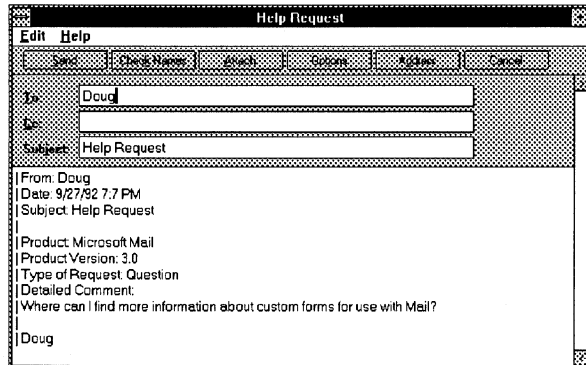 Help Request
Edit Help
Send Check Names Attach Options Address Cancel
To: Doug
Cc:
Subject: Help Request
| From: Doug
| Date: 9/27/92 7:7 PM
| Subject: Help Request
|
| Product: Microsoft Mail
| Product Version: 3.0
| Type of Request: Question
| Detailed Comment:
| Where can I find more information about custom forms for use with Mail?
|
| Doug